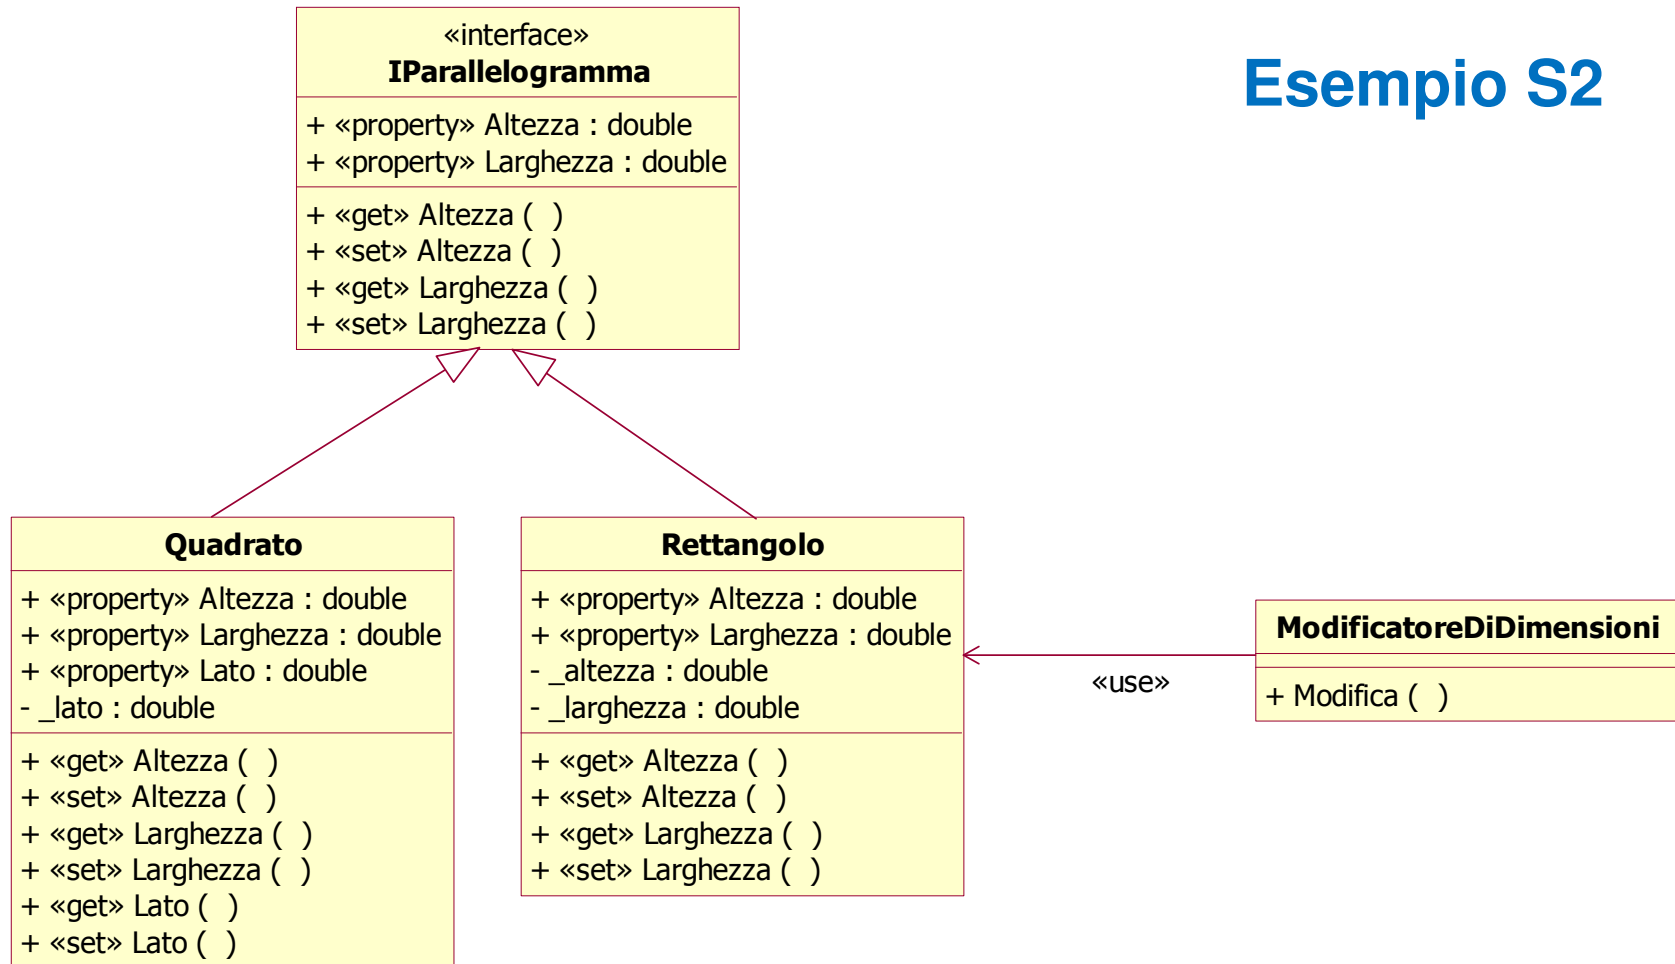 Esempio S2
«interface»
IParallelogramma
+ «property» Altezza : double
+ «property» Larghezza : double
+ «get» Altezza ( )
+ «set» Altezza ( )
+ «get» Larghezza ( )
+ «set» Larghezza ( )
Quadrato
+ «property» Altezza : double
+ «property» Larghezza : double
+ «property» Lato : double
- _lato : double
+ «get» Altezza ( )
+ «set» Altezza ( )
+ «get» Larghezza ( )
+ «set» Larghezza ( )
+ «get» Lato ( )
+ «set» Lato ( )
Rettangolo
+ «property» Altezza : double
+ «property» Larghezza : double
- _altezza : double
- _larghezza : double
+ «get» Altezza ( )
+ «set» Altezza ( )
+ «get» Larghezza ( )
+ «set» Larghezza ( )
«use»
ModificatoreDiDimensioni
+ Modifica ( )